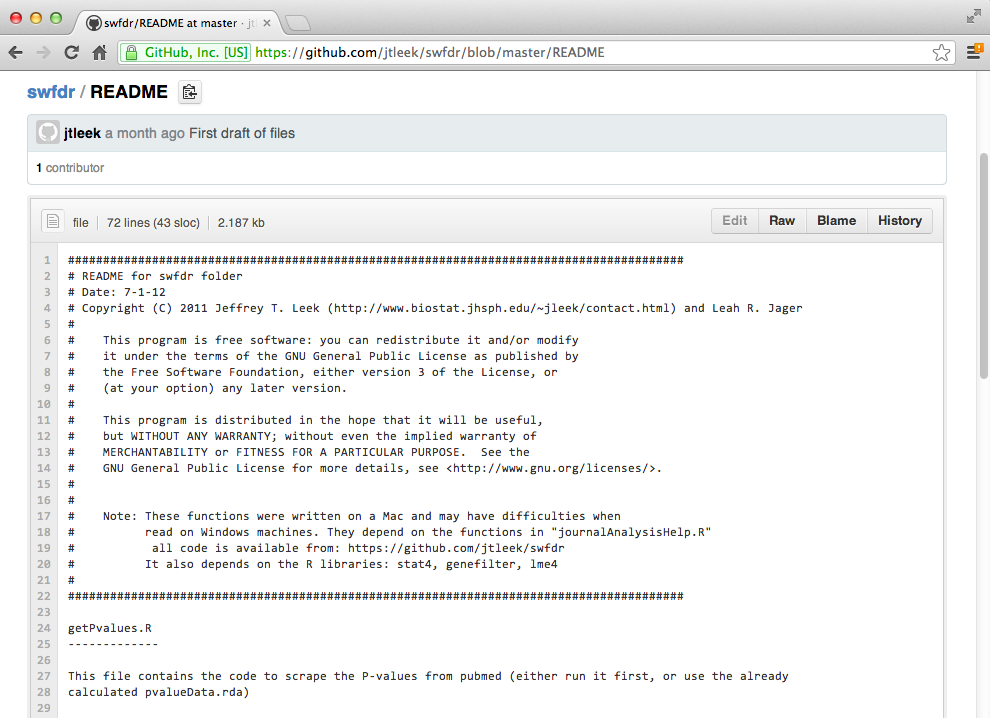 swfdr/README at master · jtl
GitHub, Inc. [US] https://github.com/jtleek/swfdr/blob/master/README
swfdr / README
jtleek a month ago First draft of files
1 contributor
file 72 lines (43 sloc) 2.187 kb Edit Raw Blame History
1 ########################################################################################
2 # README for swfdr folder
3 # Date: 7-1-12
4 # Copyright (C) 2011 Jeffrey T. Leek (http://www.biostat.jhsph.edu/~jleek/contact.html) and Leah R. Jager
5 #
6 #    This program is free software: you can redistribute it and/or modify
7 #    it under the terms of the GNU General Public License as published by
8 #    the Free Software Foundation, either version 3 of the License, or
9 #    (at your option) any later version.
10 #
11 #    This program is distributed in the hope that it will be useful,
12 #    but WITHOUT ANY WARRANTY; without even the implied warranty of
13 #    MERCHANTABILITY or FITNESS FOR A PARTICULAR PURPOSE.  See the
14 #    GNU General Public License for more details, see <http://www.gnu.org/licenses/>.
15 #
16 #
17 #    Note: These functions were written on a Mac and may have difficulties when
18 #          read on Windows machines. They depend on the functions in "journalAnalysisHelp.R"
19 #           all code is available from: https://github.com/jtleek/swfdr
20 #          It also depends on the R libraries: stat4, genefilter, lme4
21 #
22 ########################################################################################
23
24 getPvalues.R
25 -------------
26
27 This file contains the code to scrape the P-values from pubmed (either run it first, or use the already
28 calculated pvalueData.rda)
29